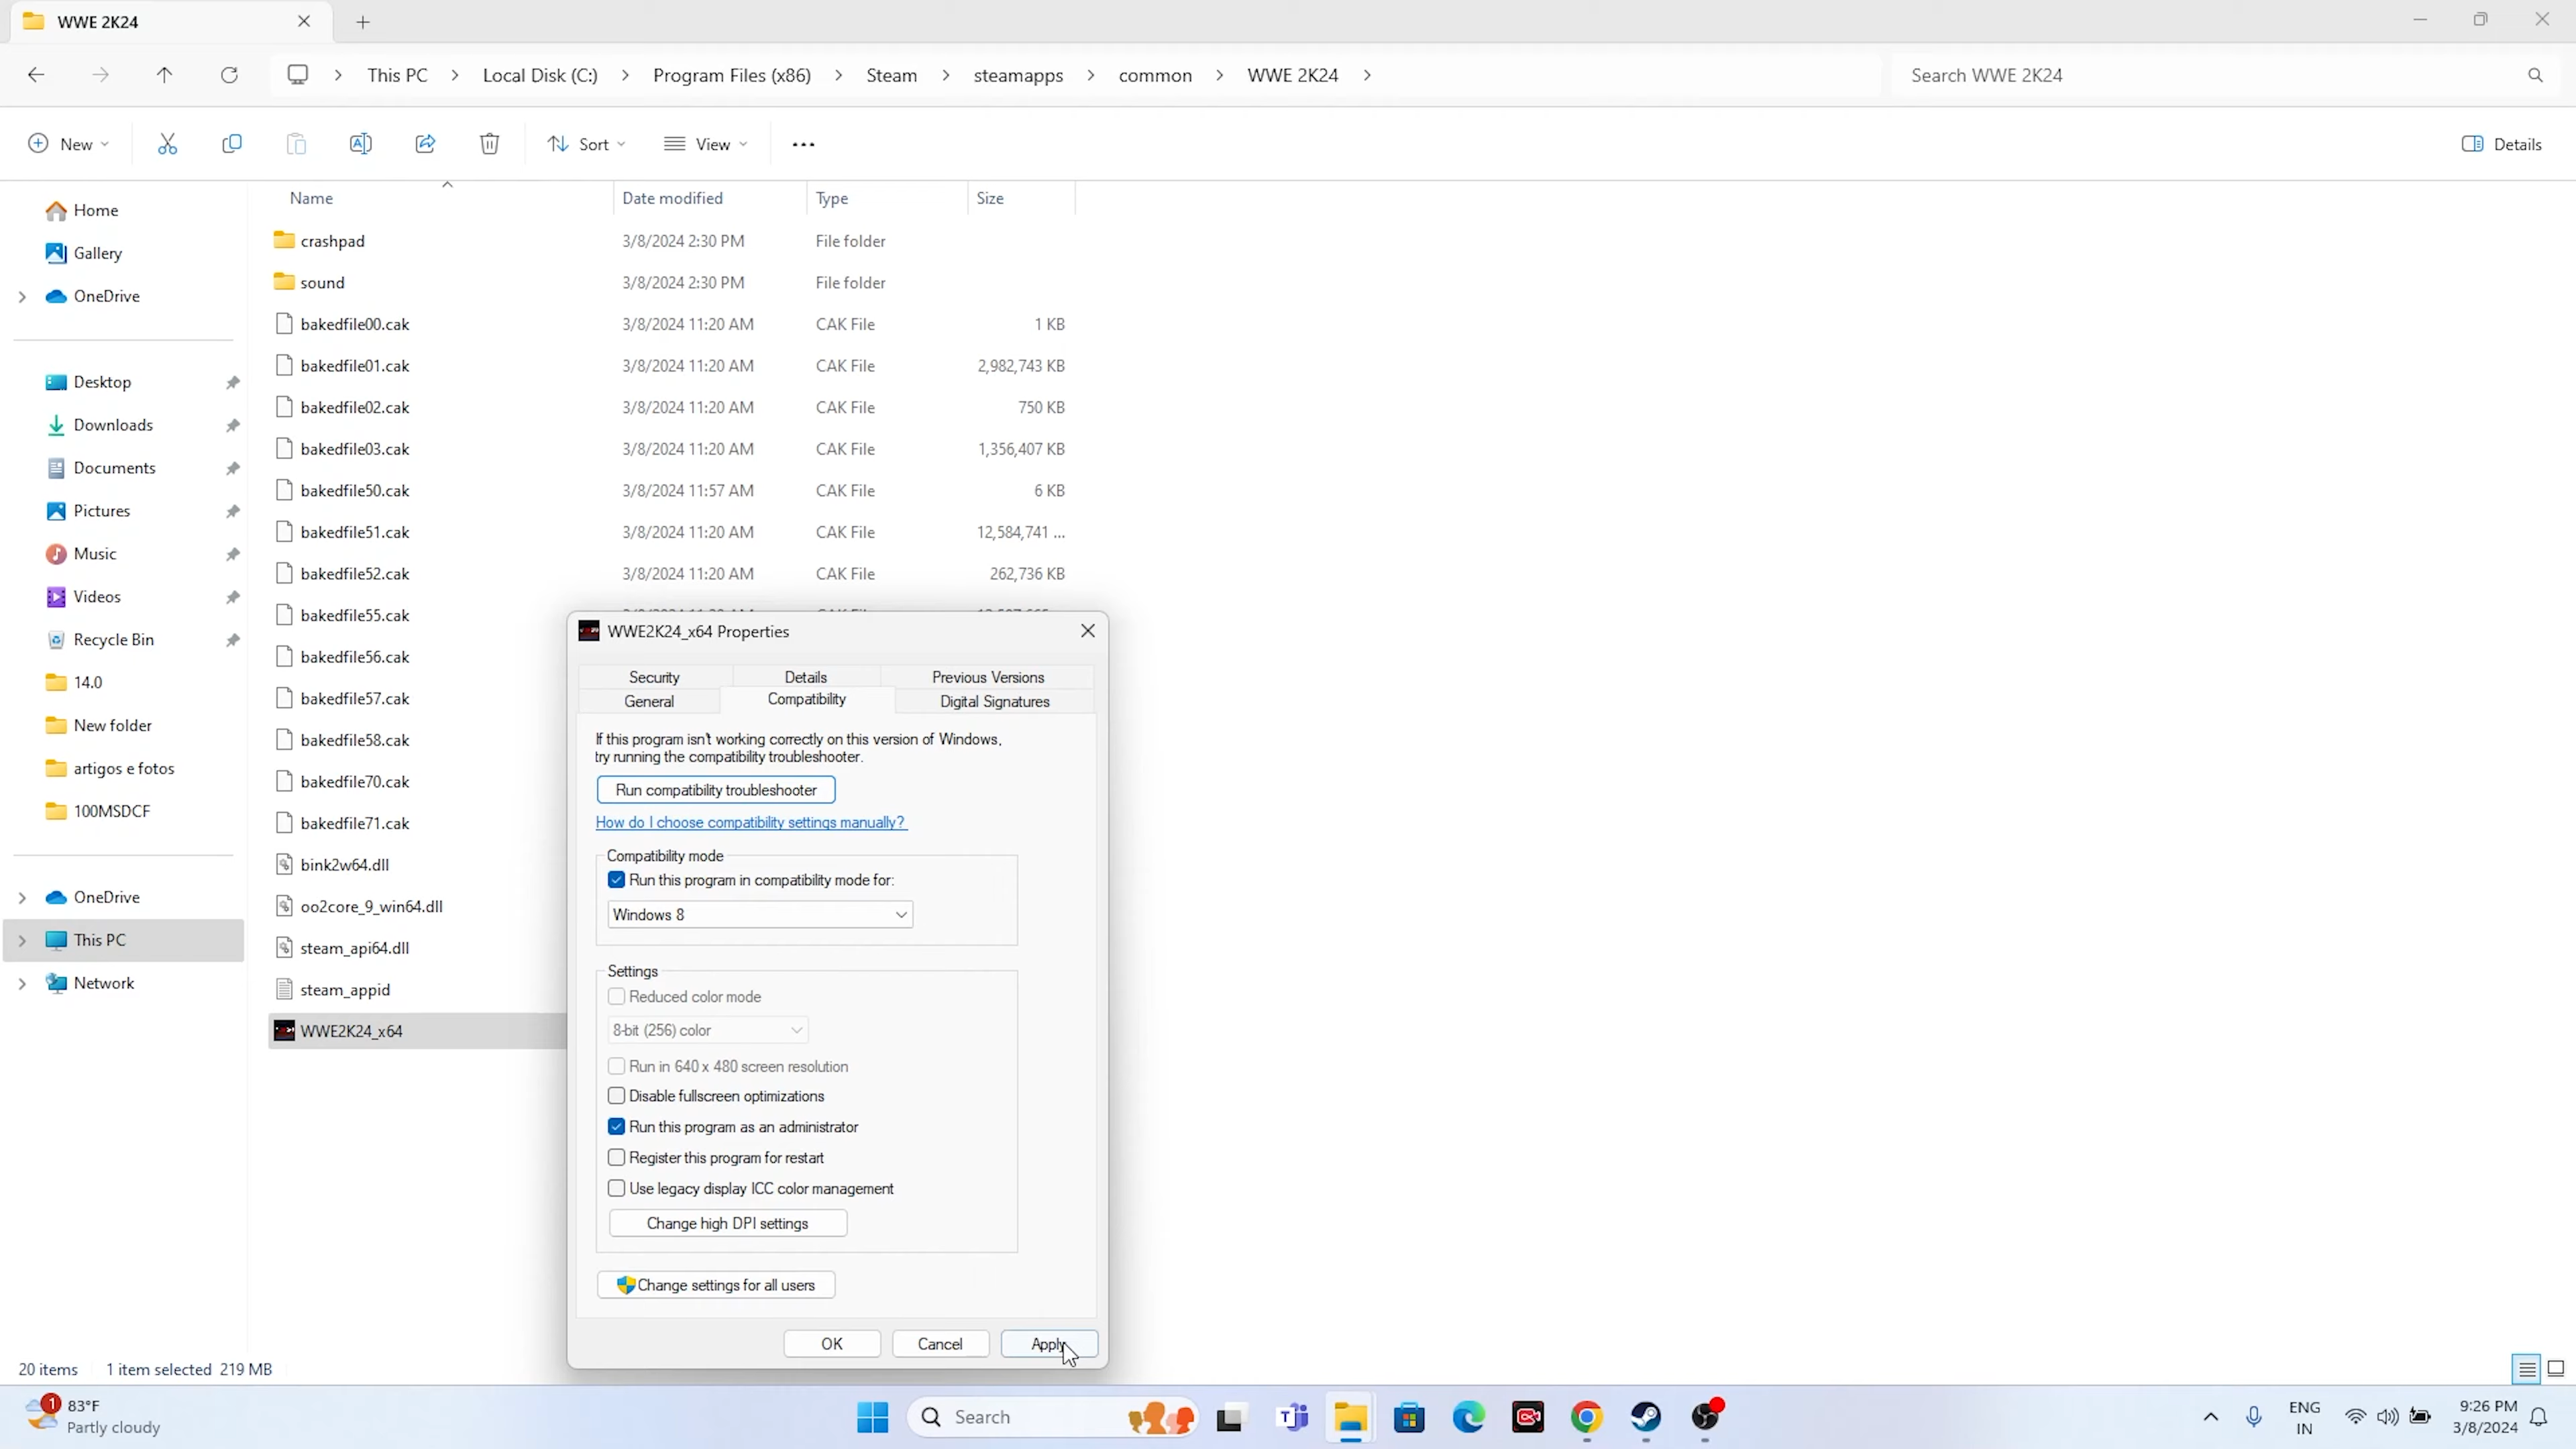 WWE 2K24
This PC > Local Disk (C:) > Program Files (x86) > Steam > steamapps > common > WWE 2K24 >
Search WWE 2K24
New
Sort
View
Details
Home
Gallery
OneDrive
Desktop
Downloads
Documents
Pictures
Music
Videos
Recycle Bin
14.0
New folder
artigos e fotos
100MSDCF
OneDrive
This PC
Network
Name Date modified Type Size
crashpad 3/8/2024 2:30 PM File folder
sound 3/8/2024 2:30 PM File folder
bakedfile00.cak 3/8/2024 11:20 AM CAK File 1 KB
bakedfile01.cak 3/8/2024 11:20 AM CAK File 2,982,743 KB
bakedfile02.cak 3/8/2024 11:20 AM CAK File 750 KB
bakedfile03.cak 3/8/2024 11:20 AM CAK File 1,356,407 KB
bakedfile50.cak 3/8/2024 11:57 AM CAK File 6 KB
bakedfile51.cak 3/8/2024 11:20 AM CAK File 12,584,741 ...
bakedfile52.cak 3/8/2024 11:20 AM CAK File 262,736 KB
bakedfile55.cak
bakedfile56.cak
bakedfile57.cak
bakedfile58.cak
bakedfile70.cak
bakedfile71.cak
bink2w64.dll
oo2core_9_win64.dll
steam_api64.dll
steam_appid
WWE2K24_x64
WWE2K24_x64 Properties
Security Details Previous Versions
General Compatibility Digital Signatures
If this program isn't working correctly on this version of Windows,
try running the compatibility troubleshooter.
Run compatibility troubleshooter
How do I choose compatibility settings manually?
Compatibility mode
Run this program in compatibility mode for:
Windows 8
Settings
Reduced color mode
8-bit (256) color
Run in 640 x 480 screen resolution
Disable fullscreen optimizations
Run this program as an administrator
Register this program for restart
Use legacy display ICC color management
Change high DPI settings
Change settings for all users
OK Cancel Apply
20 items 1 item selected 219 MB
1
83°F
Partly cloudy
Search
ENG
IN
9:26 PM
3/8/2024